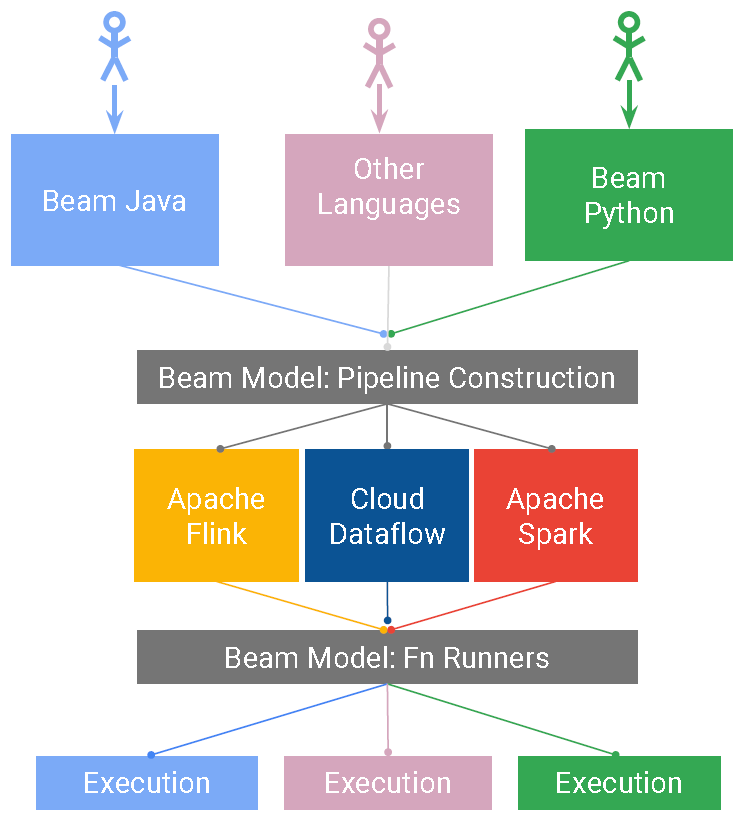 Beam Java
Other
Languages
Beam
Python
Beam Model: Pipeline Construction
Apache
Flink
Cloud
Dataflow
Apache
Spark
Beam Model: Fn Runners
Execution
Execution
Execution